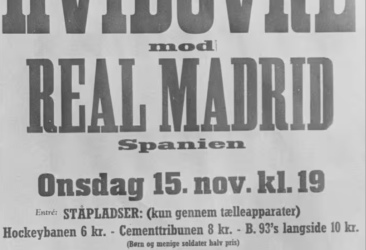 HVIDOVRE
mod
REAL MADRID
Spanien
Onsdag 15. nov. kl. 19
Entré: STÅPLADSER: (kun gennem tælleapparater)
Hockeybanen 6 kr. - Cementtribunen 8 kr. - B. 93's langside 10 kr.
(Børn og menige soldater halv pris)